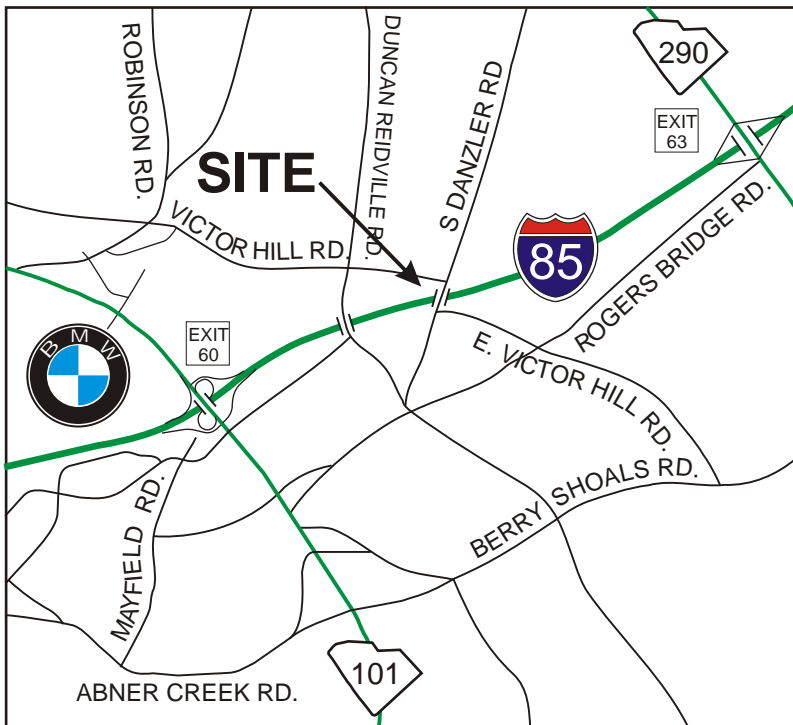 ROBINSON RD.
DUNCAN REIDVILLE RD.
S DANZLER RD
290
EXIT
63
SITE
VICTOR HILL RD.
85
ROGERS BRIDGE RD.
BMW
EXIT
60
E. VICTOR HILL RD.
BERRY SHOALS RD.
MAYFIELD RD.
101
ABNER CREEK RD.